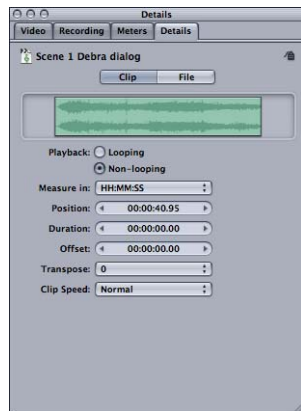 Details
Video Recording Meters Details
Scene 1 Debra dialog
Clip File
Playback: Looping
Non-looping
Measure in: HH:MM:SS
Position: 00:00:40.95
Duration: 00:00:00.00
Offset: 00:00:00.00
Transpose: 0
Clip Speed: Normal